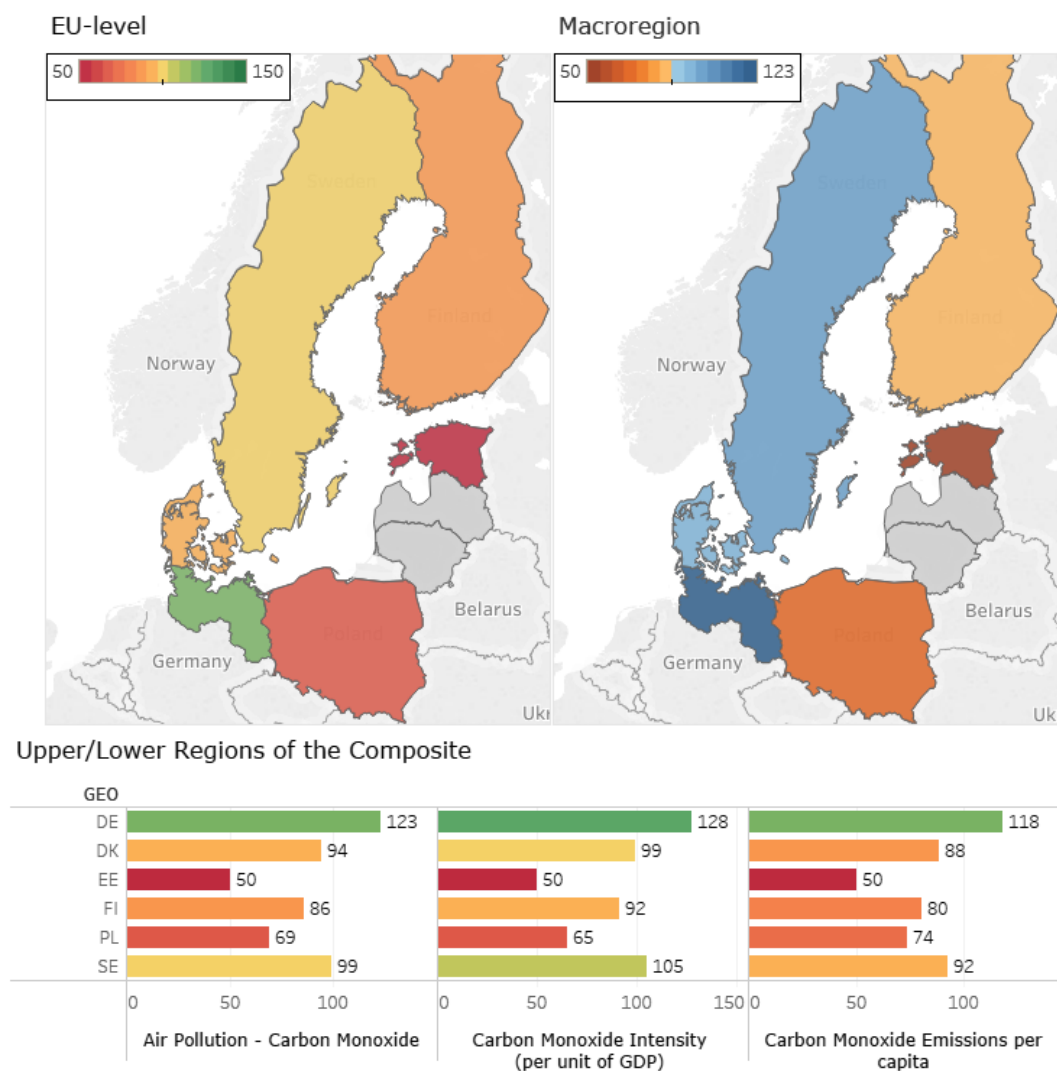 EU-level
Macroregion
50
150
50
123
Sweden
Sweden
Finland
Finland
Norway
Norway
Belarus
Belarus
Germany
Poland
Germany
Poland
Ukr
Uk
Upper/Lower Regions of the Composite
GEO
DE 123 128 118
DK 94 99 88
EE 50 50 50
FI 86 92 80
PL 69 65 74
SE 99 105 92
0 50 100 0 50 100 150 0 50 100
Air Pollution - Carbon Monoxide
Carbon Monoxide Intensity
(per unit of GDP)
Carbon Monoxide Emissions per
capita